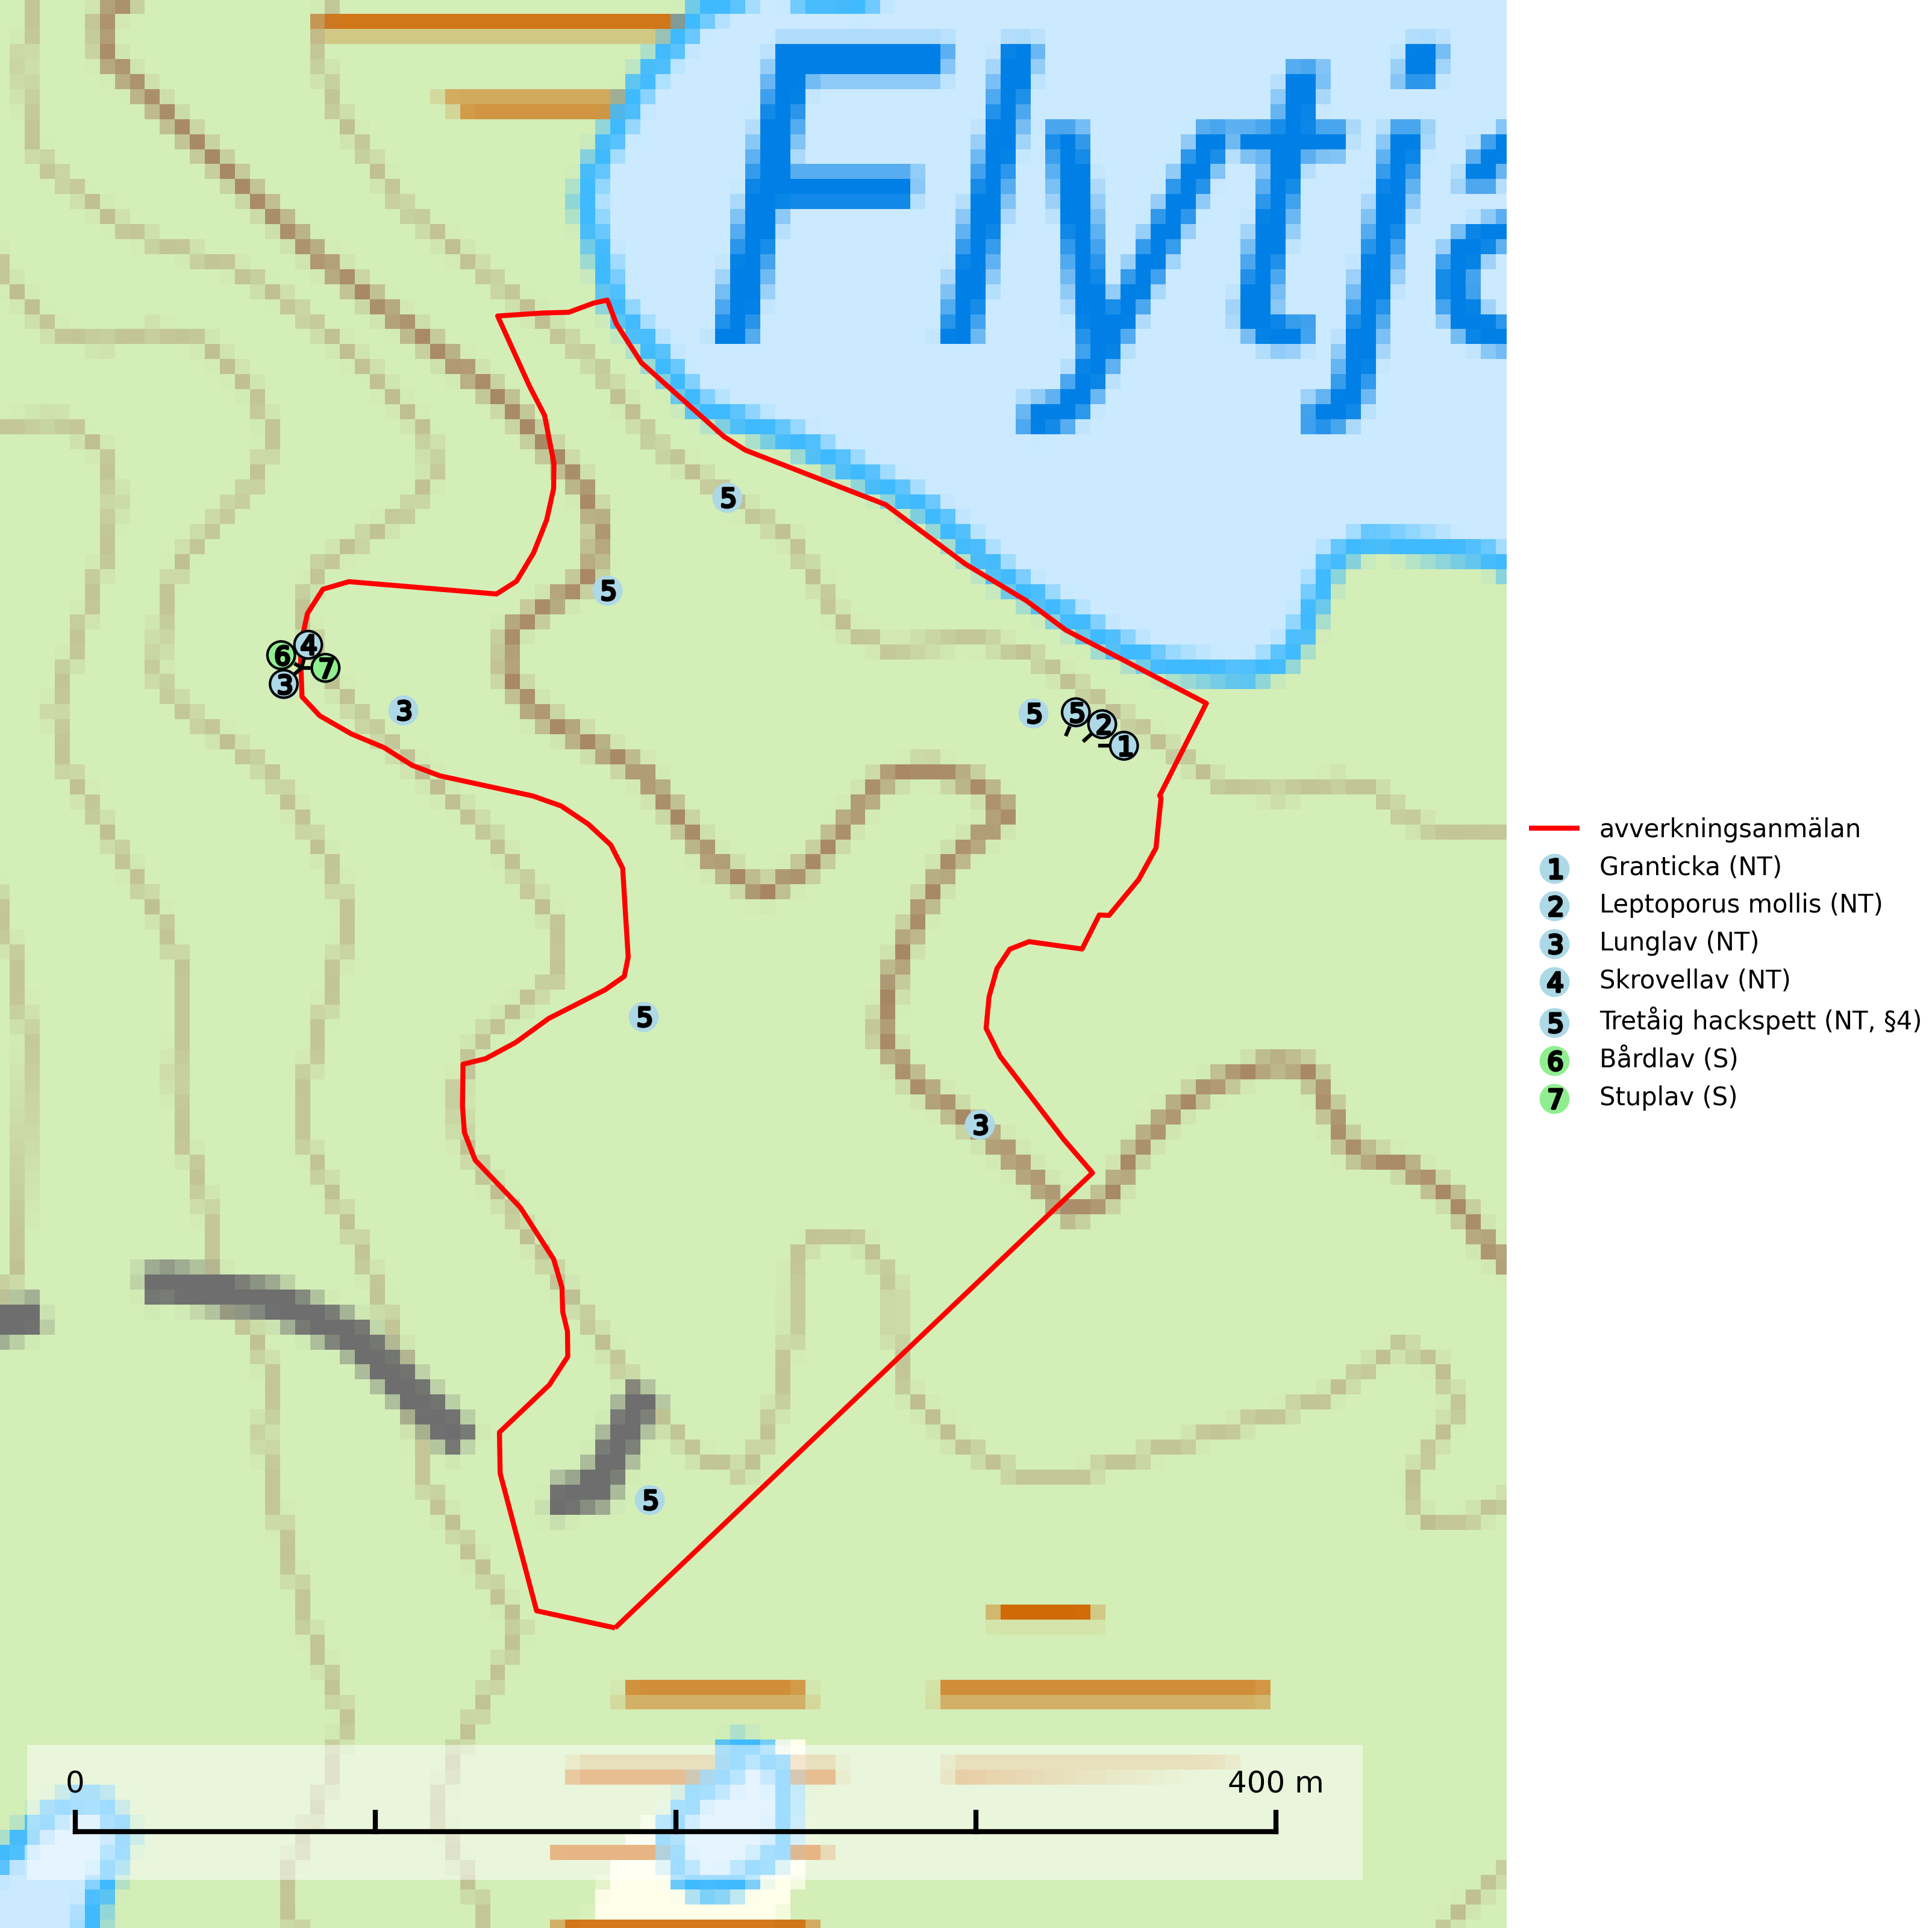 Flytjä
5
5
4
6
7
3
3
5
5
2
1
5
3
5
0
400 m
avverkningsanmälan
1 Granticka (NT)
2 Leptoporus mollis (NT)
3 Lunglav (NT)
4 Skrovellav (NT)
5 Tretåig hackspett (NT, §4)
6 Bårdlav (S)
7 Stuplav (S)